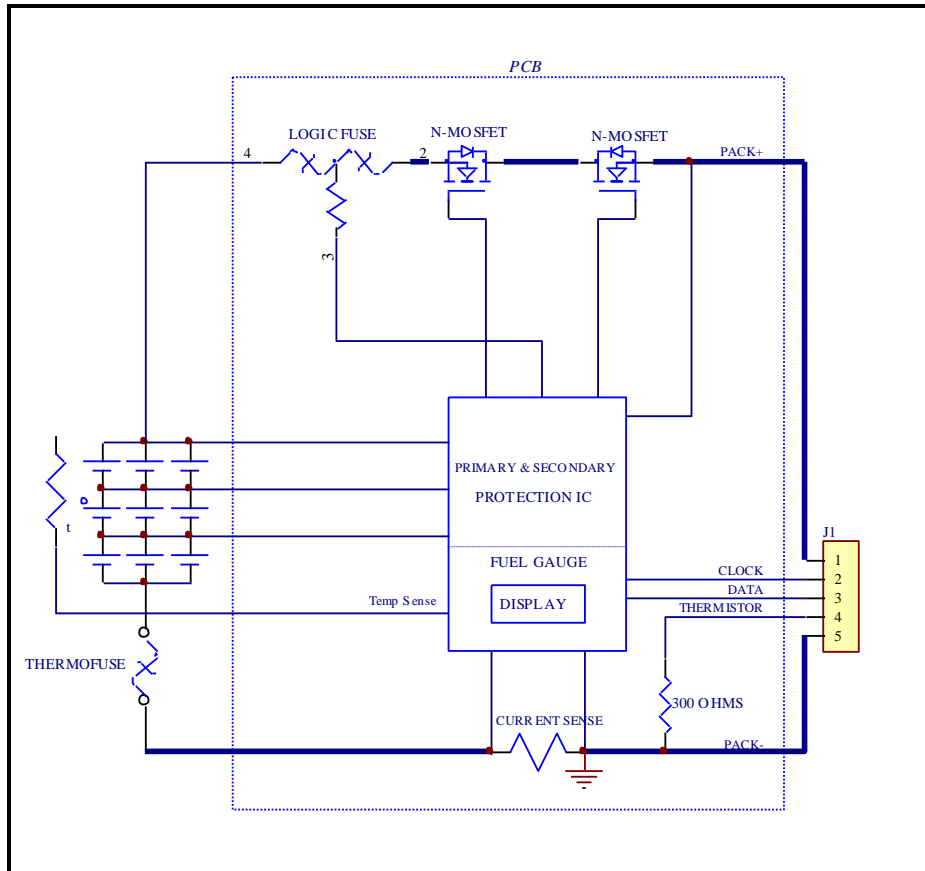 PCB
LOGIC FUSE
N-MOSFET
N-MOSFET
4
2
PACK+
3
PRIMARY & SECONDARY
PROTECTION IC
t
J1
FUEL GAUGE
1
CLOCK
2
DATA
3
Temp Sense
DISPLAY
THERMISTOR
4
5
THERMOFUSE
300 OHMS
CURRENT SENSE
PACK-